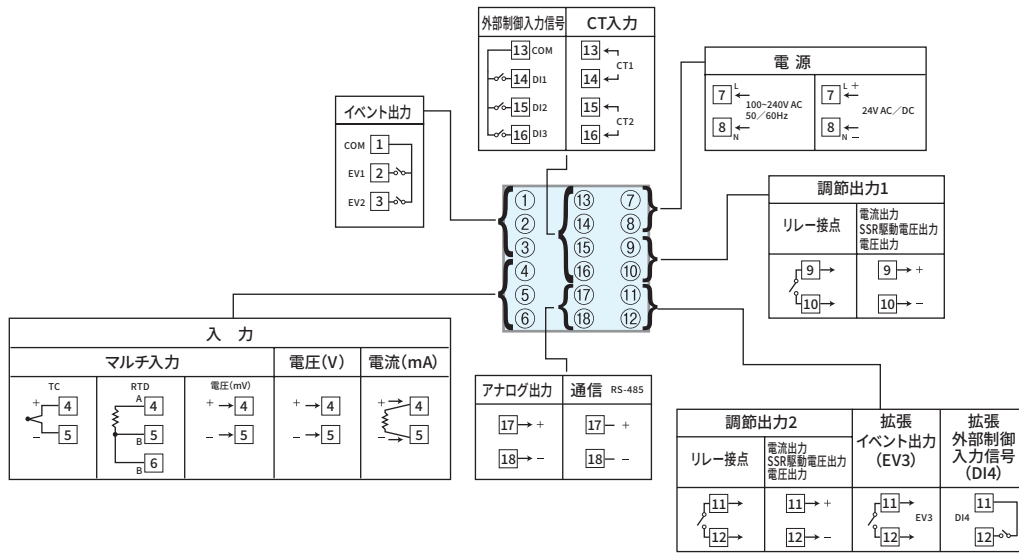 外部制御入力信号
CT入力
13 COM
14 DI1
15 DI2
16 DI3
13
14
CT1
15
16
CT2
電源
7 L
100~240V AC
50/60Hz
8 N
7 L +
24V AC/DC
8 N −
イベント出力
COM 1
EV1 2
EV2 3
調節出力1
リレー接点
電流出力
SSR駆動電圧出力
電圧出力
9
10
9 +
10 −
① ⑬ ⑦
② ⑭ ⑧
③ ⑮ ⑨
④ ⑯ ⑩
⑤ ⑰ ⑪
⑥ ⑱ ⑫
入 力
マルチ入力
電圧(V)
電流(mA)
TC
+ 4
− 5
RTD
A 4
B 5
B 6
電圧(mV)
+ 4
− 5
+ 4
− 5
+ 4
− 5
アナログ出力
通信 RS-485
17 +
18 −
17 +
18 −
調節出力2
リレー接点
電流出力
SSR駆動電圧出力
電圧出力
11
12
11 +
12 −
拡張
イベント出力
(EV3)
11
EV3
12
拡張
外部制御
入力信号
(DI4)
11
DI4
12